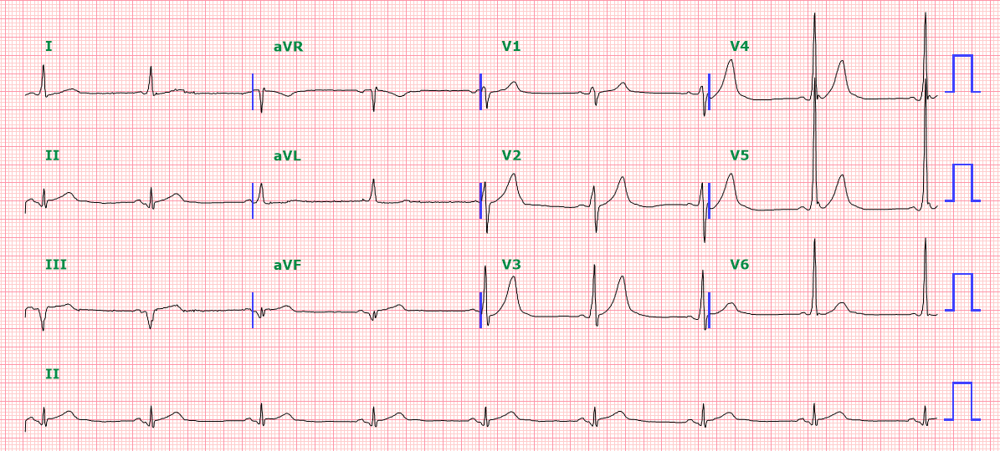 I aVR V1 V4
II aVL V2 V5
III aVF V3 V6
II